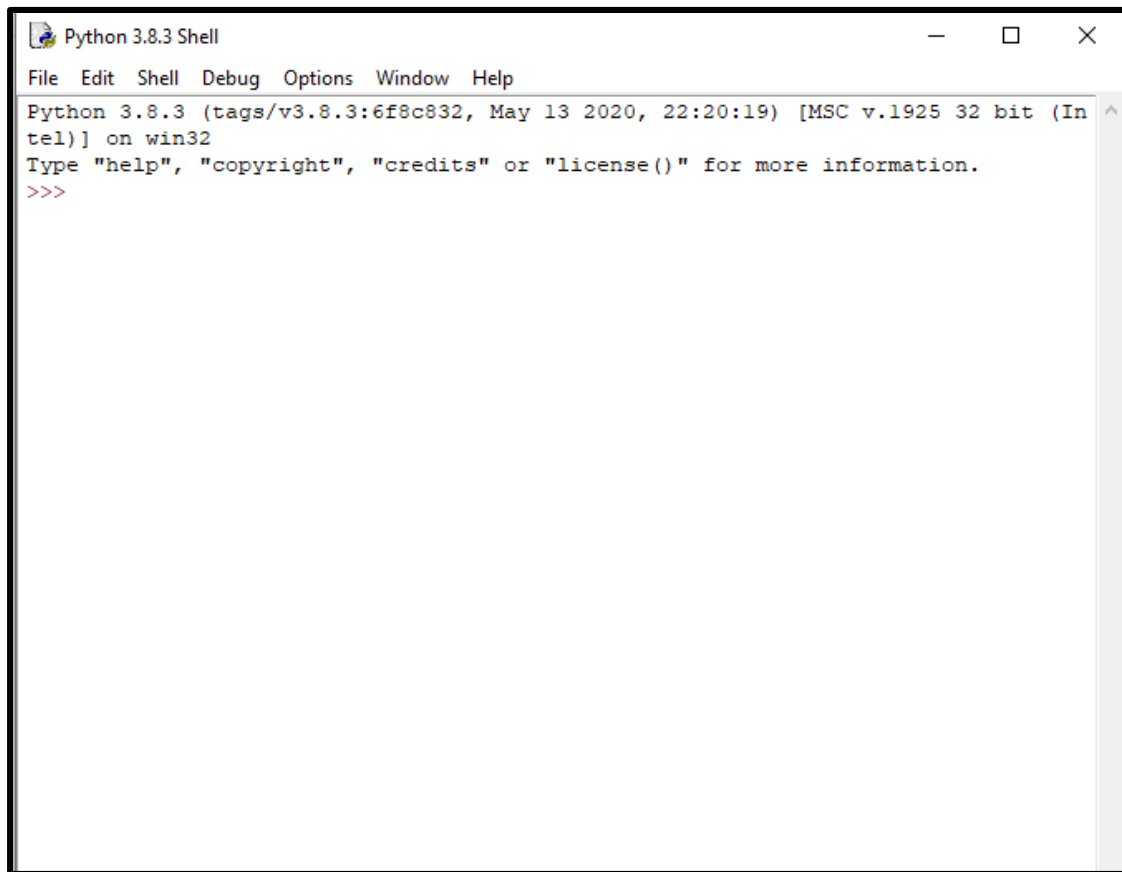 Python 3.8.3 Shell
File Edit Shell Debug Options Window Help
Python 3.8.3 (tags/v3.8.3:6f8c832, May 13 2020, 22:20:19) [MSC v.1925 32 bit (In
tel)] on win32
Type "help", "copyright", "credits" or "license()" for more information.
>>>